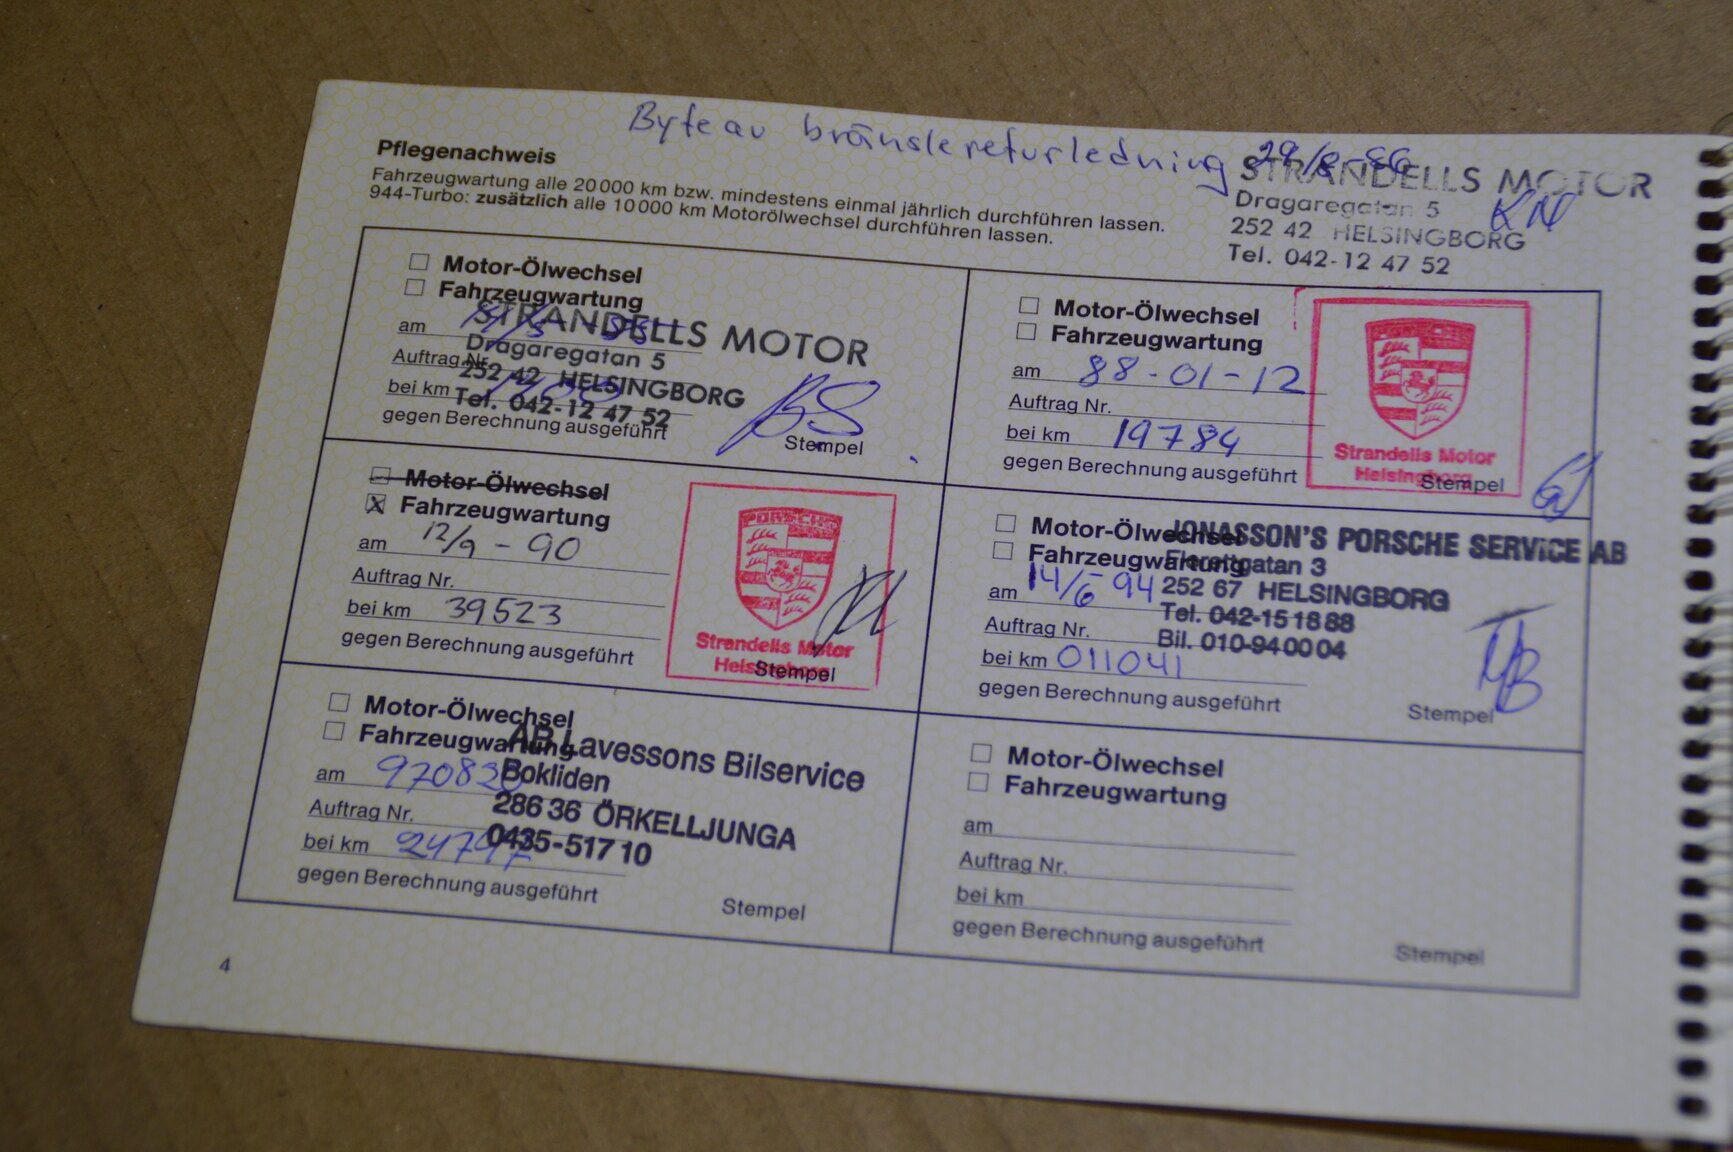 Byte av bränslereturledning 29/8-86
Pflegenachweis
Fahrzeugwartung alle 20 000 km bzw. mindestens einmal jährlich durchführen lassen.
944-Turbo: zusätzlich alle 10 000 km Motorölwechsel durchführen lassen.
STRANDELLS MOTOR
Dragaregatan 5
252 42 HELSINGBORG
Tel. 042-12 47 52
Motor-Ölwechsel
Fahrzeugwartung
am
Auftrag Nr.
bei km
gegen Berechnung ausgeführt
STRANDELLS MOTOR
Dragaregatan 5
252 42 HELSINGBORG
Tel. 042-12 47 52
BS
Stempel
Motor-Ölwechsel
Fahrzeugwartung
am 88-01-12
Auftrag Nr.
bei km 19784
gegen Berechnung ausgeführt
Strandells Motor
Helsingborg
Stempel
Motor-Ölwechsel
Fahrzeugwartung
am 12/9 - 90
Auftrag Nr.
bei km 39523
gegen Berechnung ausgeführt
PORSCHE
Strandells Motor
Helsingborg
Stempel
Motor-Ölwechsel
Fahrzeugwartung
am 14/6-94
Auftrag Nr.
bei km 011041
gegen Berechnung ausgeführt
JONASSON'S PORSCHE SERVICE AB
Florettgatan 3
252 67 HELSINGBORG
Tel. 042-15 18 88
Bil. 010-94 00 04
Stempel
Motor-Ölwechsel
Fahrzeugwartung
am
Auftrag Nr.
bei km
gegen Berechnung ausgeführt
AB Lavessons Bilservice
Bokliden
286 36 ÖRKELLJUNGA
0435-517 10
Stempel
Motor-Ölwechsel
Fahrzeugwartung
am
Auftrag Nr.
bei km
gegen Berechnung ausgeführt
Stempel
4